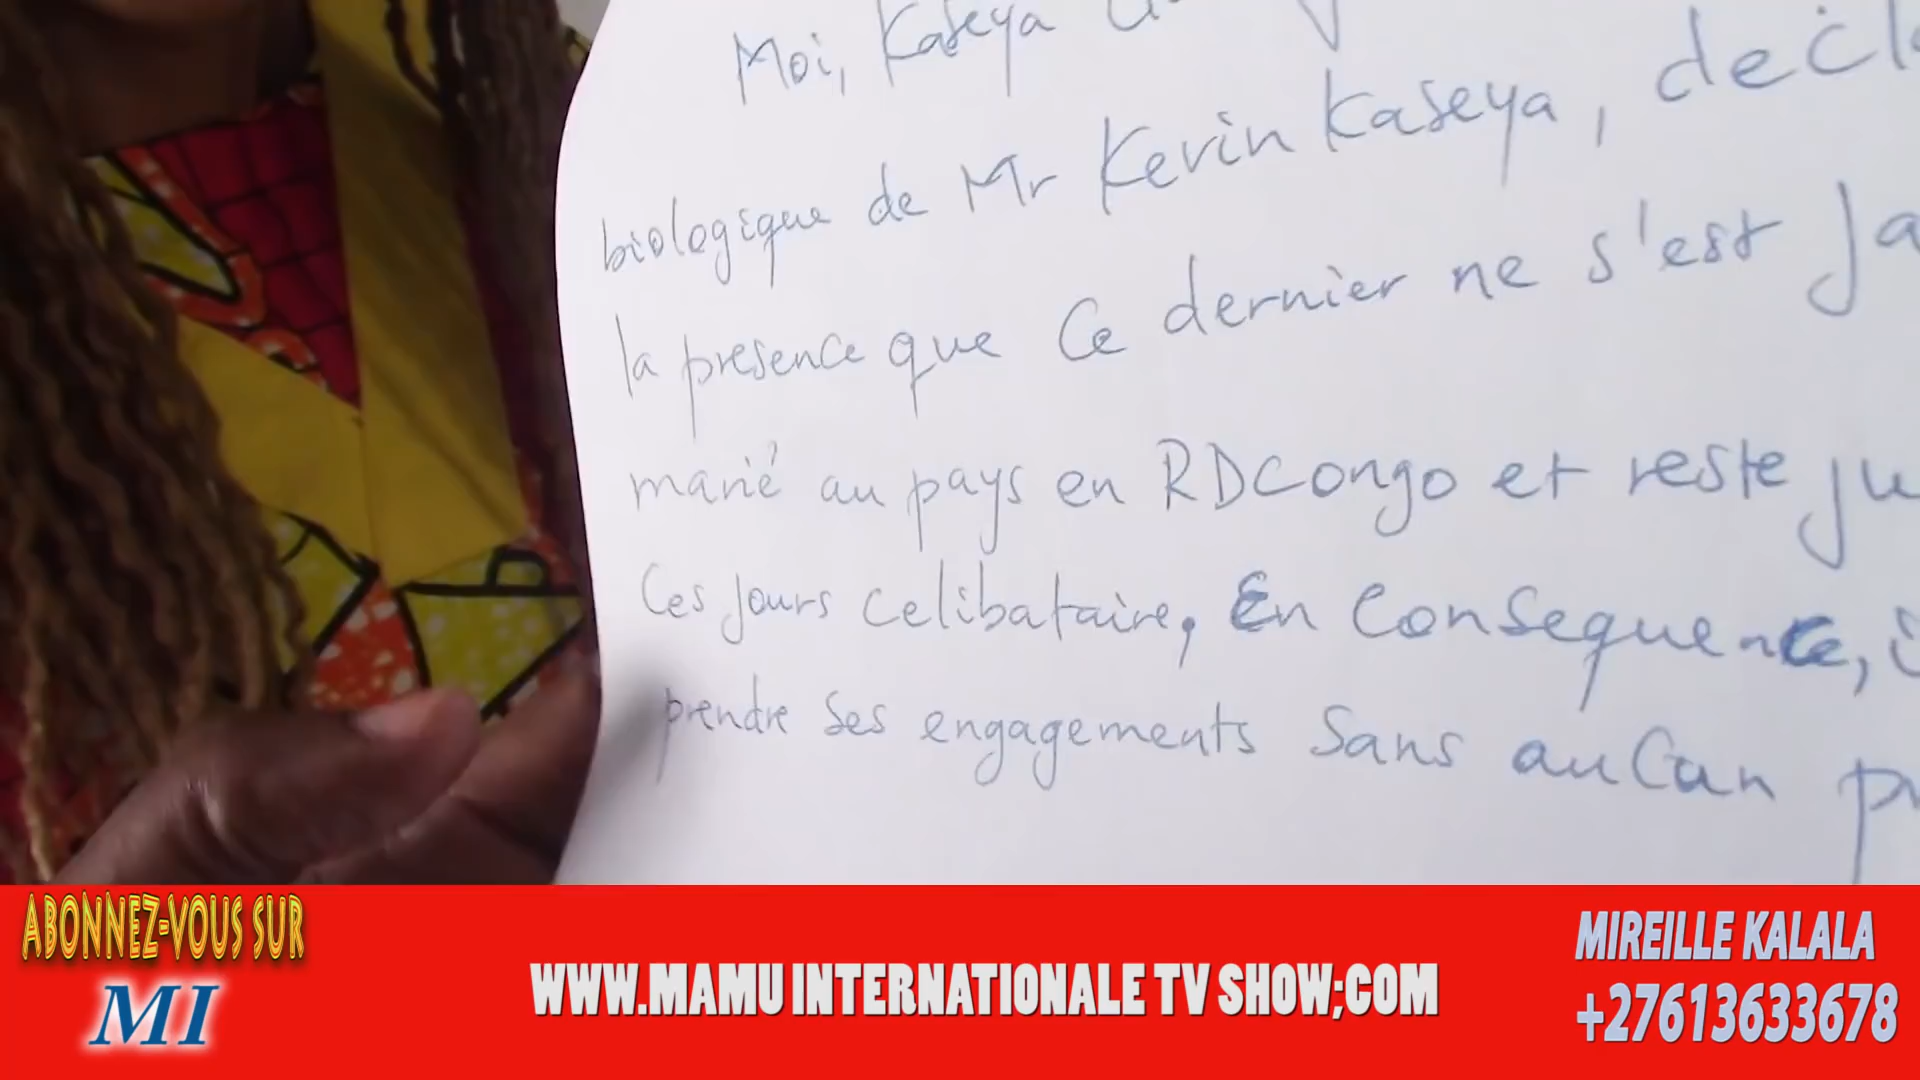 Moi, Kaseya
biologique de Mr Kevin Kaseya, decla
la presence que Ce dernier ne s'est Ja
marié au pays en RDCongo et reste ju
Ces Jours celibataire, En Consequence, i
prendre ses engagements Sans aucun pr
ABONNEZ-VOUS SUR
MI
WWW.MAMU INTERNATIONALE TV SHOW;COM
MIREILLE KALALA
+27613633678